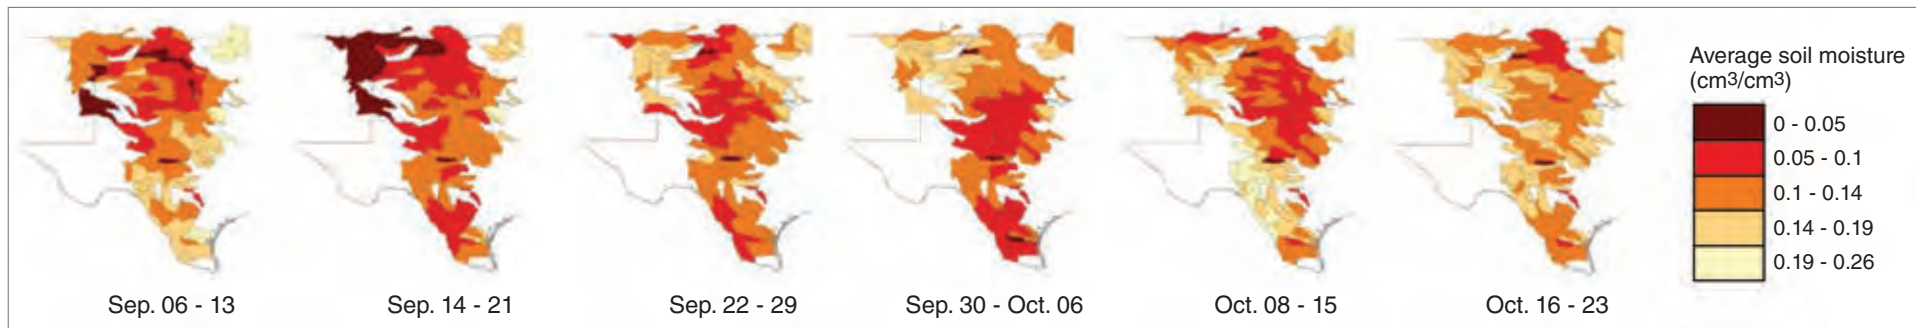 Average soil moisture
(cm3/cm3)
0 - 0.05
0.05 - 0.1
0.1 - 0.14
0.14 - 0.19
0.19 - 0.26
Sep. 06 - 13
Sep. 14 - 21
Sep. 22 - 29
Sep. 30 - Oct. 06
Oct. 08 - 15
Oct. 16 - 23